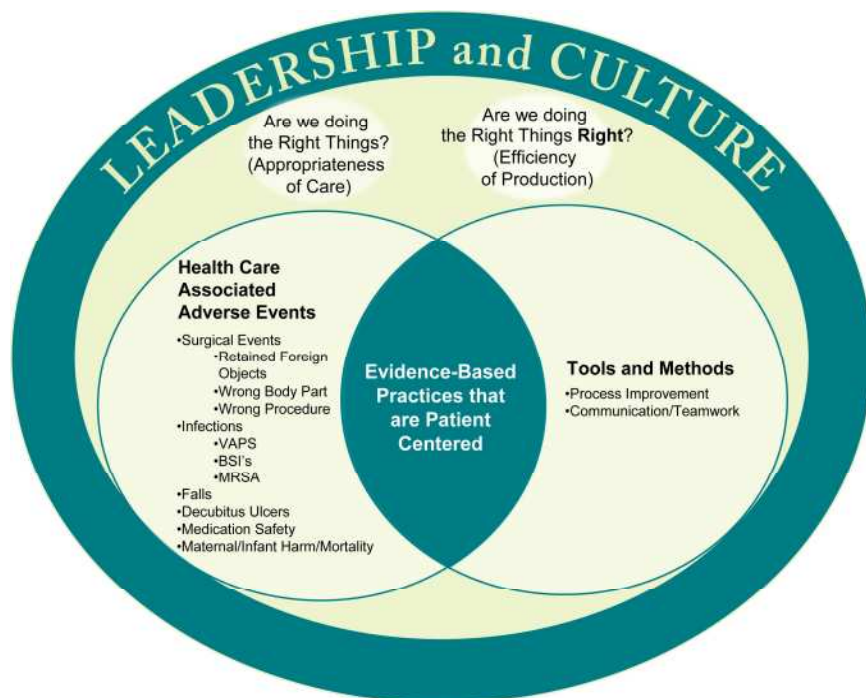 LEADERSHIP and CULTURE
Are we doing
the Right Things?
(Appropriateness
of Care)
Are we doing
the Right Things Right?
(Efficiency
of Production)
Health Care
Associated
Adverse Events
•Surgical Events
•Retained Foreign
Objects
•Wrong Body Part
•Wrong Procedure
•Infections
•VAPS
•BSI's
•MRSA
•Falls
•Decubitus Ulcers
•Medication Safety
•Maternal/Infant Harm/Mortality
Evidence-Based
Practices that
are Patient
Centered
Tools and Methods
•Process Improvement
•Communication/Teamwork